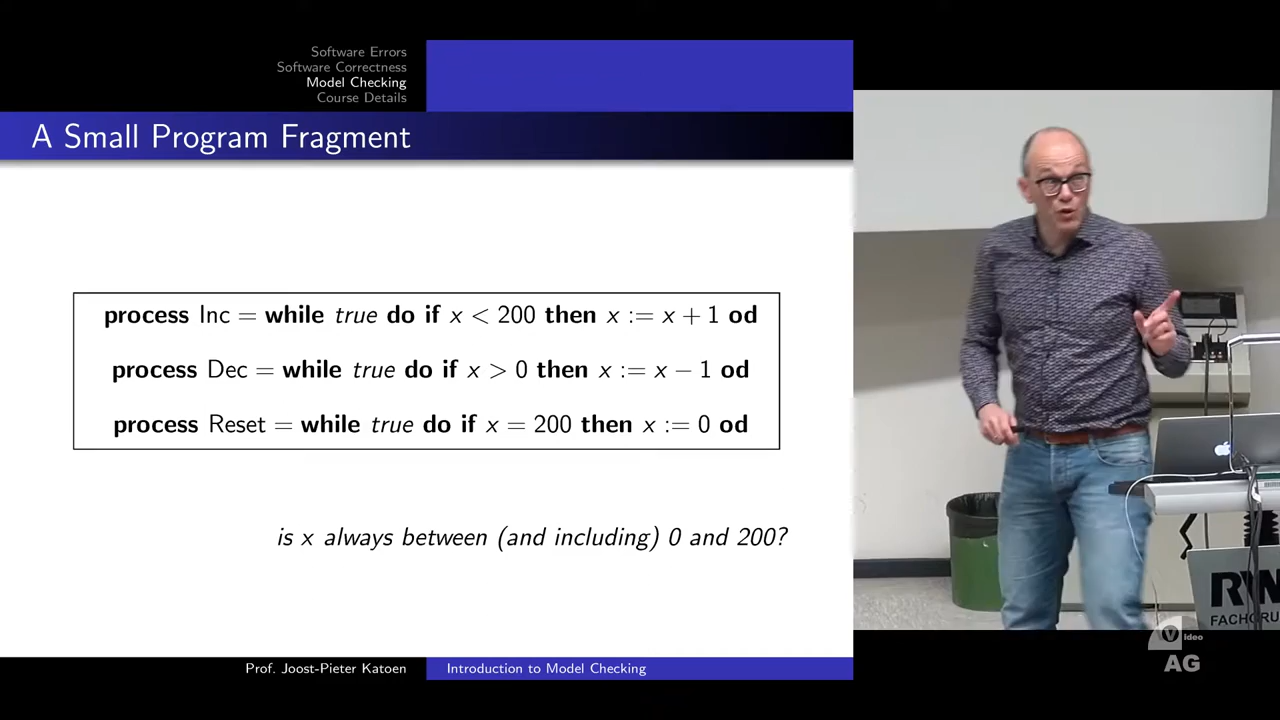 Software Errors
Software Correctness
Model Checking
Course Details
A Small Program Fragment
process Inc = while true do if x < 200 then x := x + 1 od
process Dec = while true do if x > 0 then x := x − 1 od
process Reset = while true do if x = 200 then x := 0 od
is x always between (and including) 0 and 200?
Prof. Joost-Pieter Katoen
Introduction to Model Checking
RW
FACHGRU
Video
AG